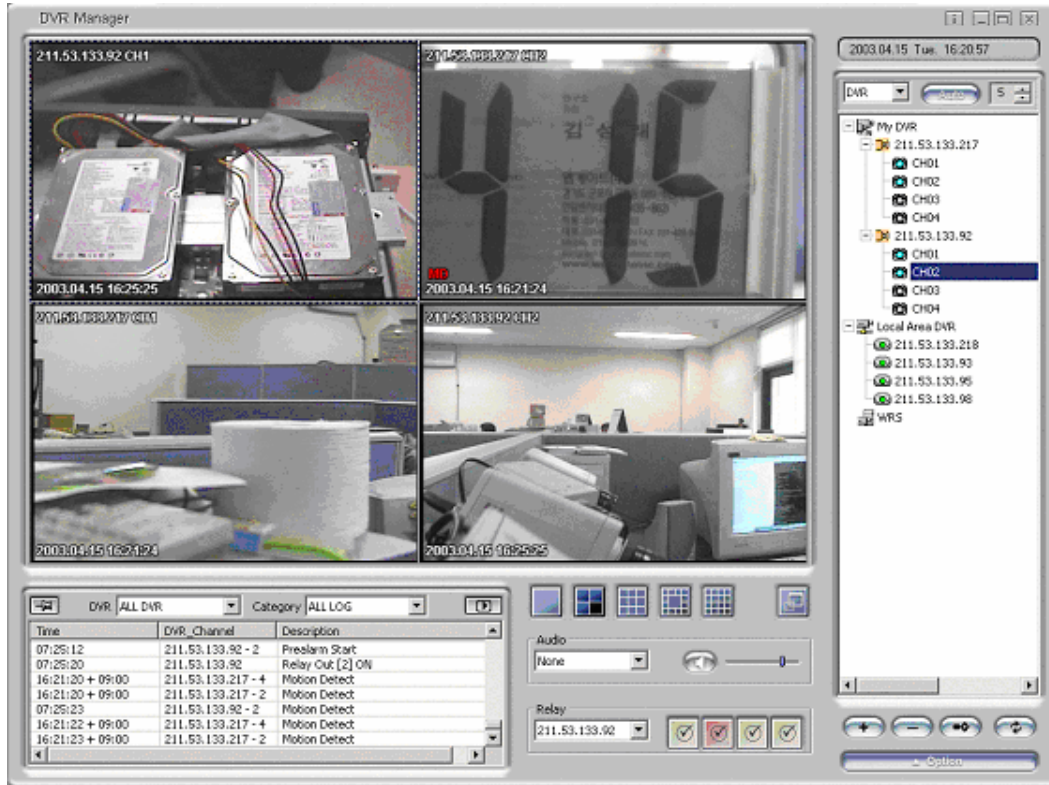 DVR Manager
2003.04.15 Tue. 16:20:57
211.53.133.92 CH1
211.53.133.217 CH2
김 성 래
MD
2003.04.15 16:25:25
2003.04.15 16:21:24
211.53.133.217 CH1
211.53.133.92 CH2
2003.04.15 16:21:24
2003.04.15 16:25:25
DVR
Auto
5
My DVR
211.53.133.217
CH01
CH02
CH03
CH04
211.53.133.92
CH01
CH02
CH03
CH04
Local Area DVR
211.53.133.218
211.53.133.93
211.53.133.95
211.53.133.98
WRS
DVR ALL DVR Category ALL LOG
Time DVR_Channel Description
07:25:12 211.53.133.92 - 2 Prealarm Start
07:25:20 211.53.133.92 Relay Out [2] ON
16:21:20 + 09:00 211.53.133.217 - 4 Motion Detect
16:21:20 + 09:00 211.53.133.217 - 2 Motion Detect
07:25:23 211.53.133.92 - 2 Motion Detect
16:21:22 + 09:00 211.53.133.217 - 4 Motion Detect
16:21:23 + 09:00 211.53.133.217 - 2 Motion Detect
Audio
None
Relay
211.53.133.92
Option